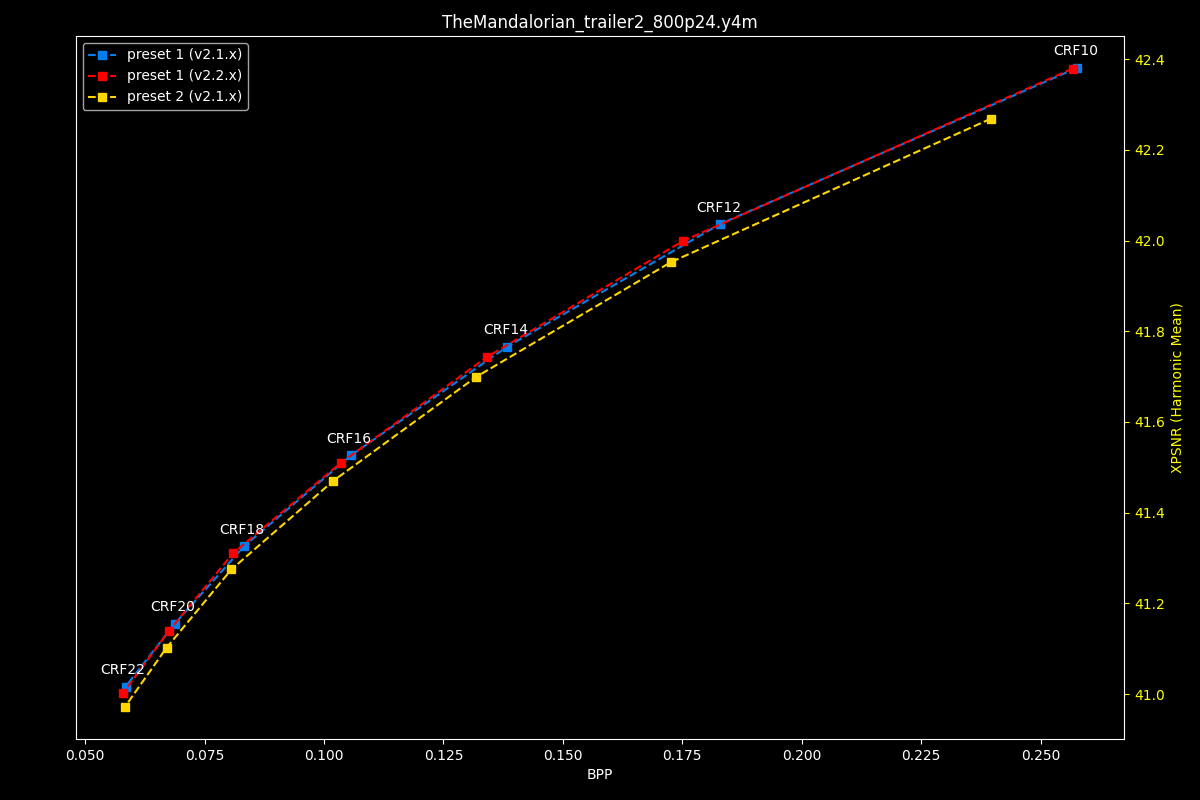 TheMandalorian_trailer2_800p24.y4m
preset 1 (v2.1.x)
preset 1 (v2.2.x)
preset 2 (v2.1.x)
CRF10
CRF12
CRF14
CRF16
CRF18
CRF20
CRF22
42.4
42.2
42.0
41.8
41.6
41.4
41.2
41.0
XPSNR (Harmonic Mean)
0.050 0.075 0.100 0.125 0.150 0.175 0.200 0.225 0.250
BPP